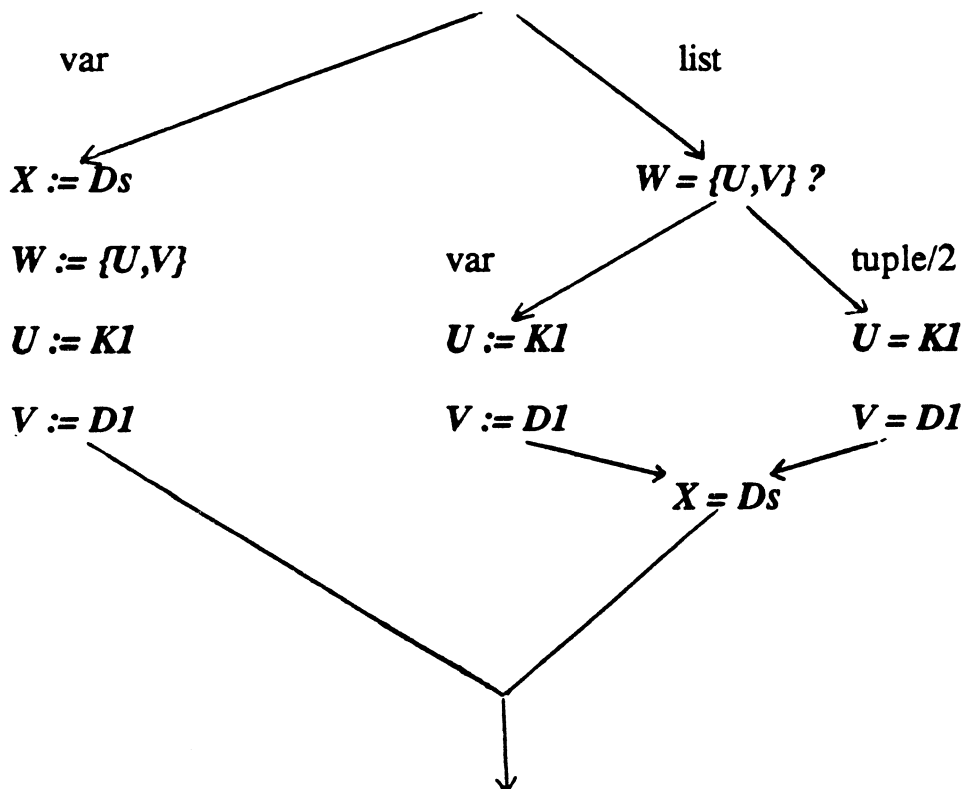 var list
X := Ds W = {U,V} ?
W := {U,V} var tuple/2
U := K1 U := K1 U = K1
V := D1 V := D1 V = D1
X = Ds